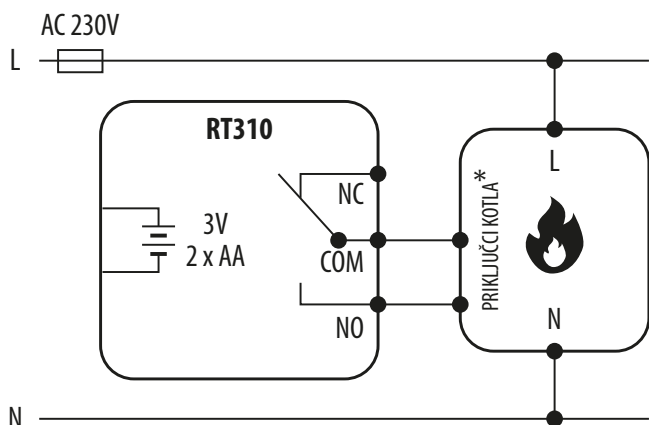 AC 230V
L
RT310
NC
3V
2 x AA
COM
NO
PRIKLJUČCI KOTLA*
L
N
N